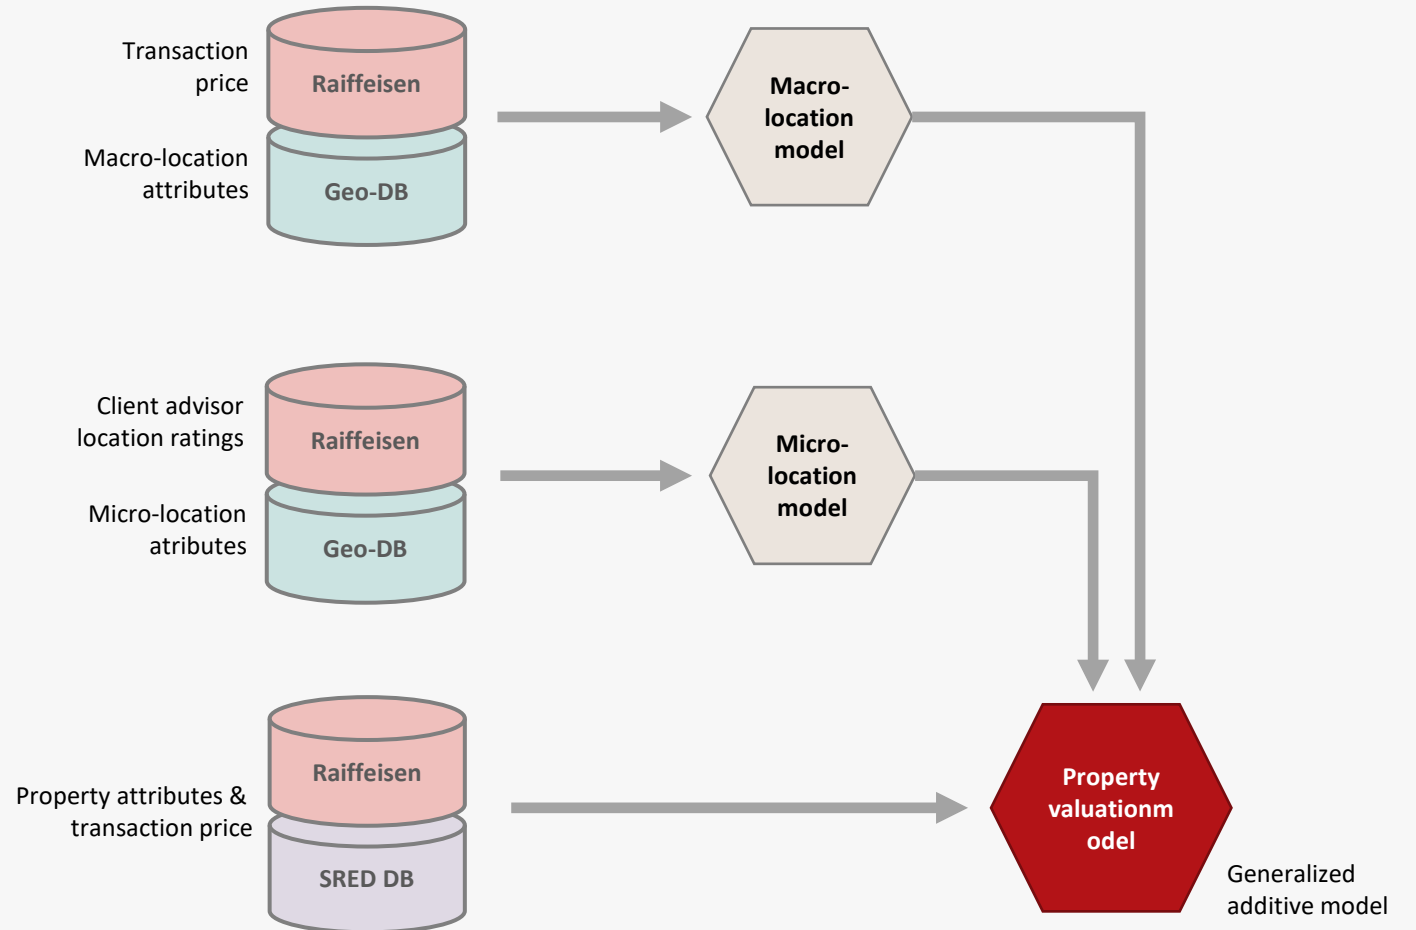 Transaction
price
Raiffeisen
Macro-location
attributes
Geo-DB
Macro-
location
model
Client advisor
location ratings
Raiffeisen
Micro-location
atributes
Geo-DB
Micro-
location
model
Raiffeisen
Property attributes &
transaction price
SRED DB
Property
valuationm
odel
Generalized
additive model